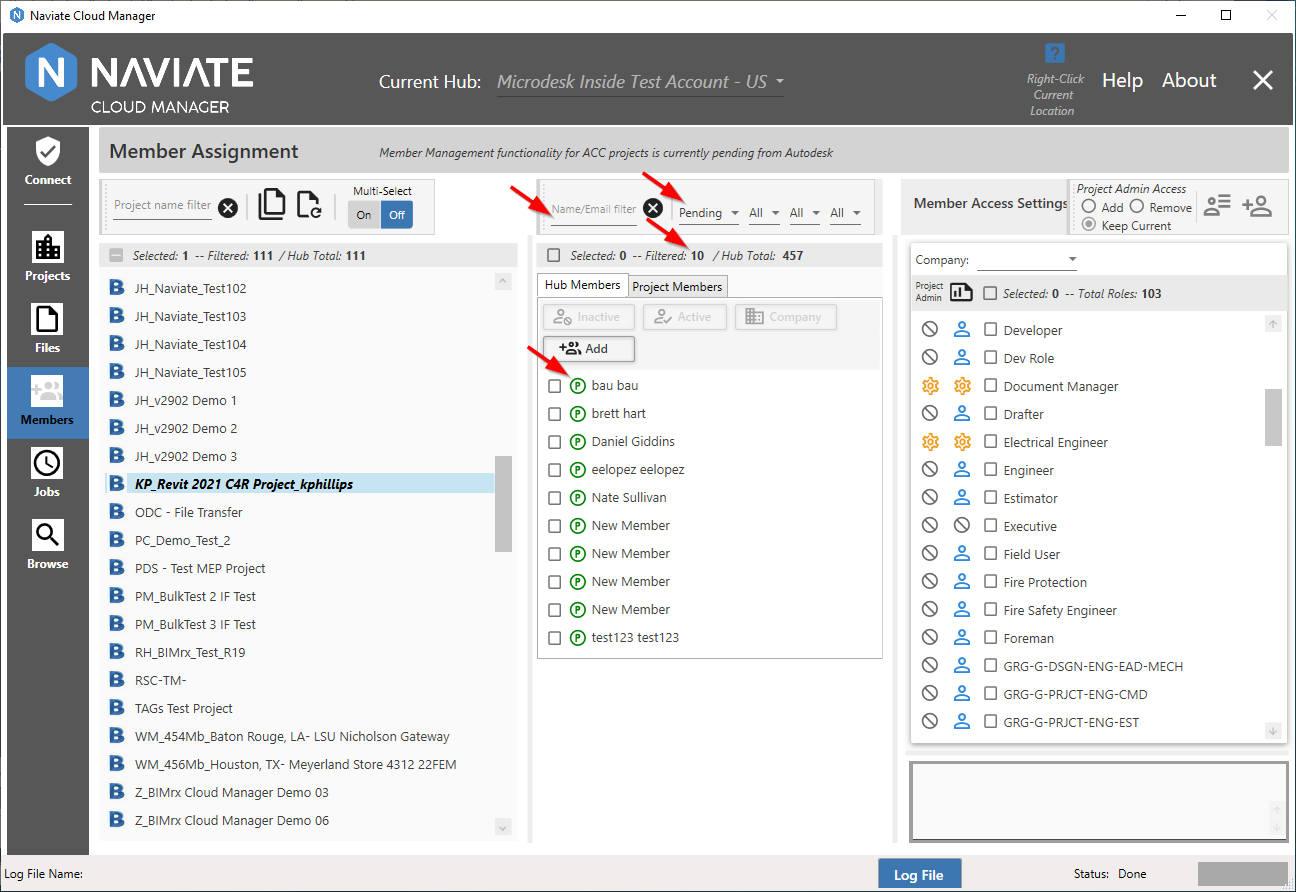 Naviate Cloud Manager
NAVIATE
CLOUD MANAGER
Current Hub: Microdesk Inside Test Account - US
?
Right-Click
Current
Location
Help About
Connect
Projects
Files
Members
Jobs
Browse
Member Assignment
Member Management functionality for ACC projects is currently pending from Autodesk
Project name filter
Multi-Select
On Off
Selected: 1 -- Filtered: 111 / Hub Total: 111
B JH_Naviate_Test102
B JH_Naviate_Test103
B JH_Naviate_Test104
B JH_Naviate_Test105
B JH_v2902 Demo 1
B JH_v2902 Demo 2
B JH_v2902 Demo 3
B KP_Revit 2021 C4R Project_kphillips
B ODC - File Transfer
B PC_Demo_Test_2
B PDS - Test MEP Project
B PM_BulkTest 2 IF Test
B PM_BulkTest 3 IF Test
B RH_BIMrx_Test_R19
B RSC-TM-
B TAGs Test Project
B WM_454Mb_Baton Rouge, LA- LSU Nicholson Gateway
B WM_456Mb_Houston, TX- Meyerland Store 4312 22FEM
B Z_BIMrx Cloud Manager Demo 03
B Z_BIMrx Cloud Manager Demo 06
Name/Email filter
Pending All All All
Selected: 0 -- Filtered: 10 / Hub Total: 457
Hub Members Project Members
Inactive Active Company
Add
P bau bau
P brett hart
P Daniel Giddins
P eelopez eelopez
P Nate Sullivan
P New Member
P New Member
P New Member
P New Member
P test123 test123
Member Access Settings
Project Admin Access
Add Remove
Keep Current
Company:
Project
Admin
Selected: 0 -- Total Roles: 103
Developer
Dev Role
Document Manager
Drafter
Electrical Engineer
Engineer
Estimator
Executive
Field User
Fire Protection
Fire Safety Engineer
Foreman
GRG-G-DSGN-ENG-EAD-MECH
GRG-G-PRJCT-ENG-CMD
GRG-G-PRJCT-ENG-EST
Log File Name:
Log File
Status: Done